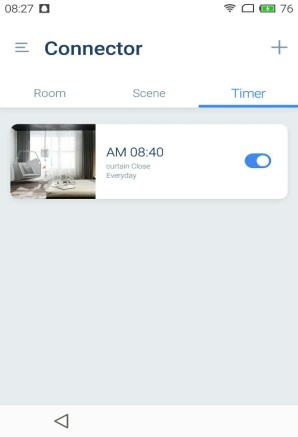 08:27 76
Connector
Room Scene Timer
AM 08:40
curtain Close
Everyday